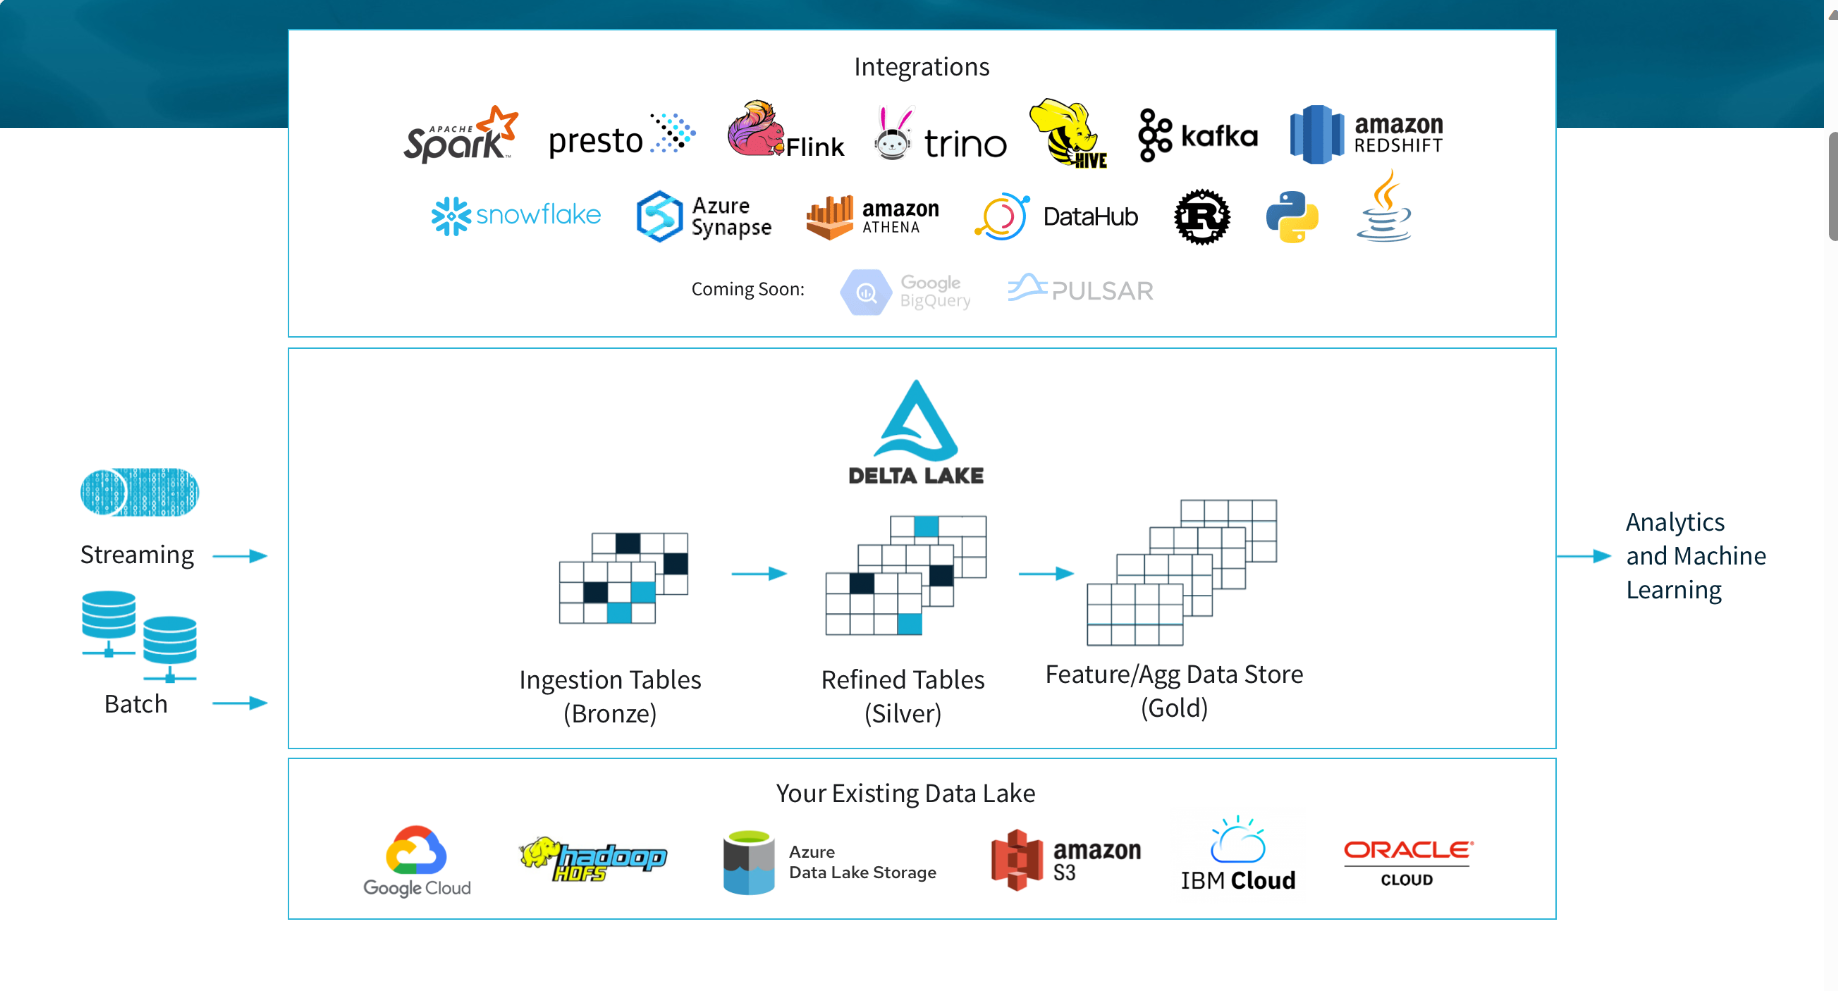 Integrations
APACHE
Spark™
presto
Flink
trino
HIVE
kafka
amazon
REDSHIFT
snowflake
Azure
Synapse
amazon
ATHENA
DataHub
R
Coming Soon:
Google
BigQuery
PULSAR
DELTA LAKE
Streaming
Batch
Ingestion Tables
(Bronze)
Refined Tables
(Silver)
Feature/Agg Data Store
(Gold)
Analytics
and Machine
Learning
Your Existing Data Lake
Google Cloud
hadoop
HDFS
Azure
Data Lake Storage
amazon
S3
IBM Cloud
ORACLE
CLOUD